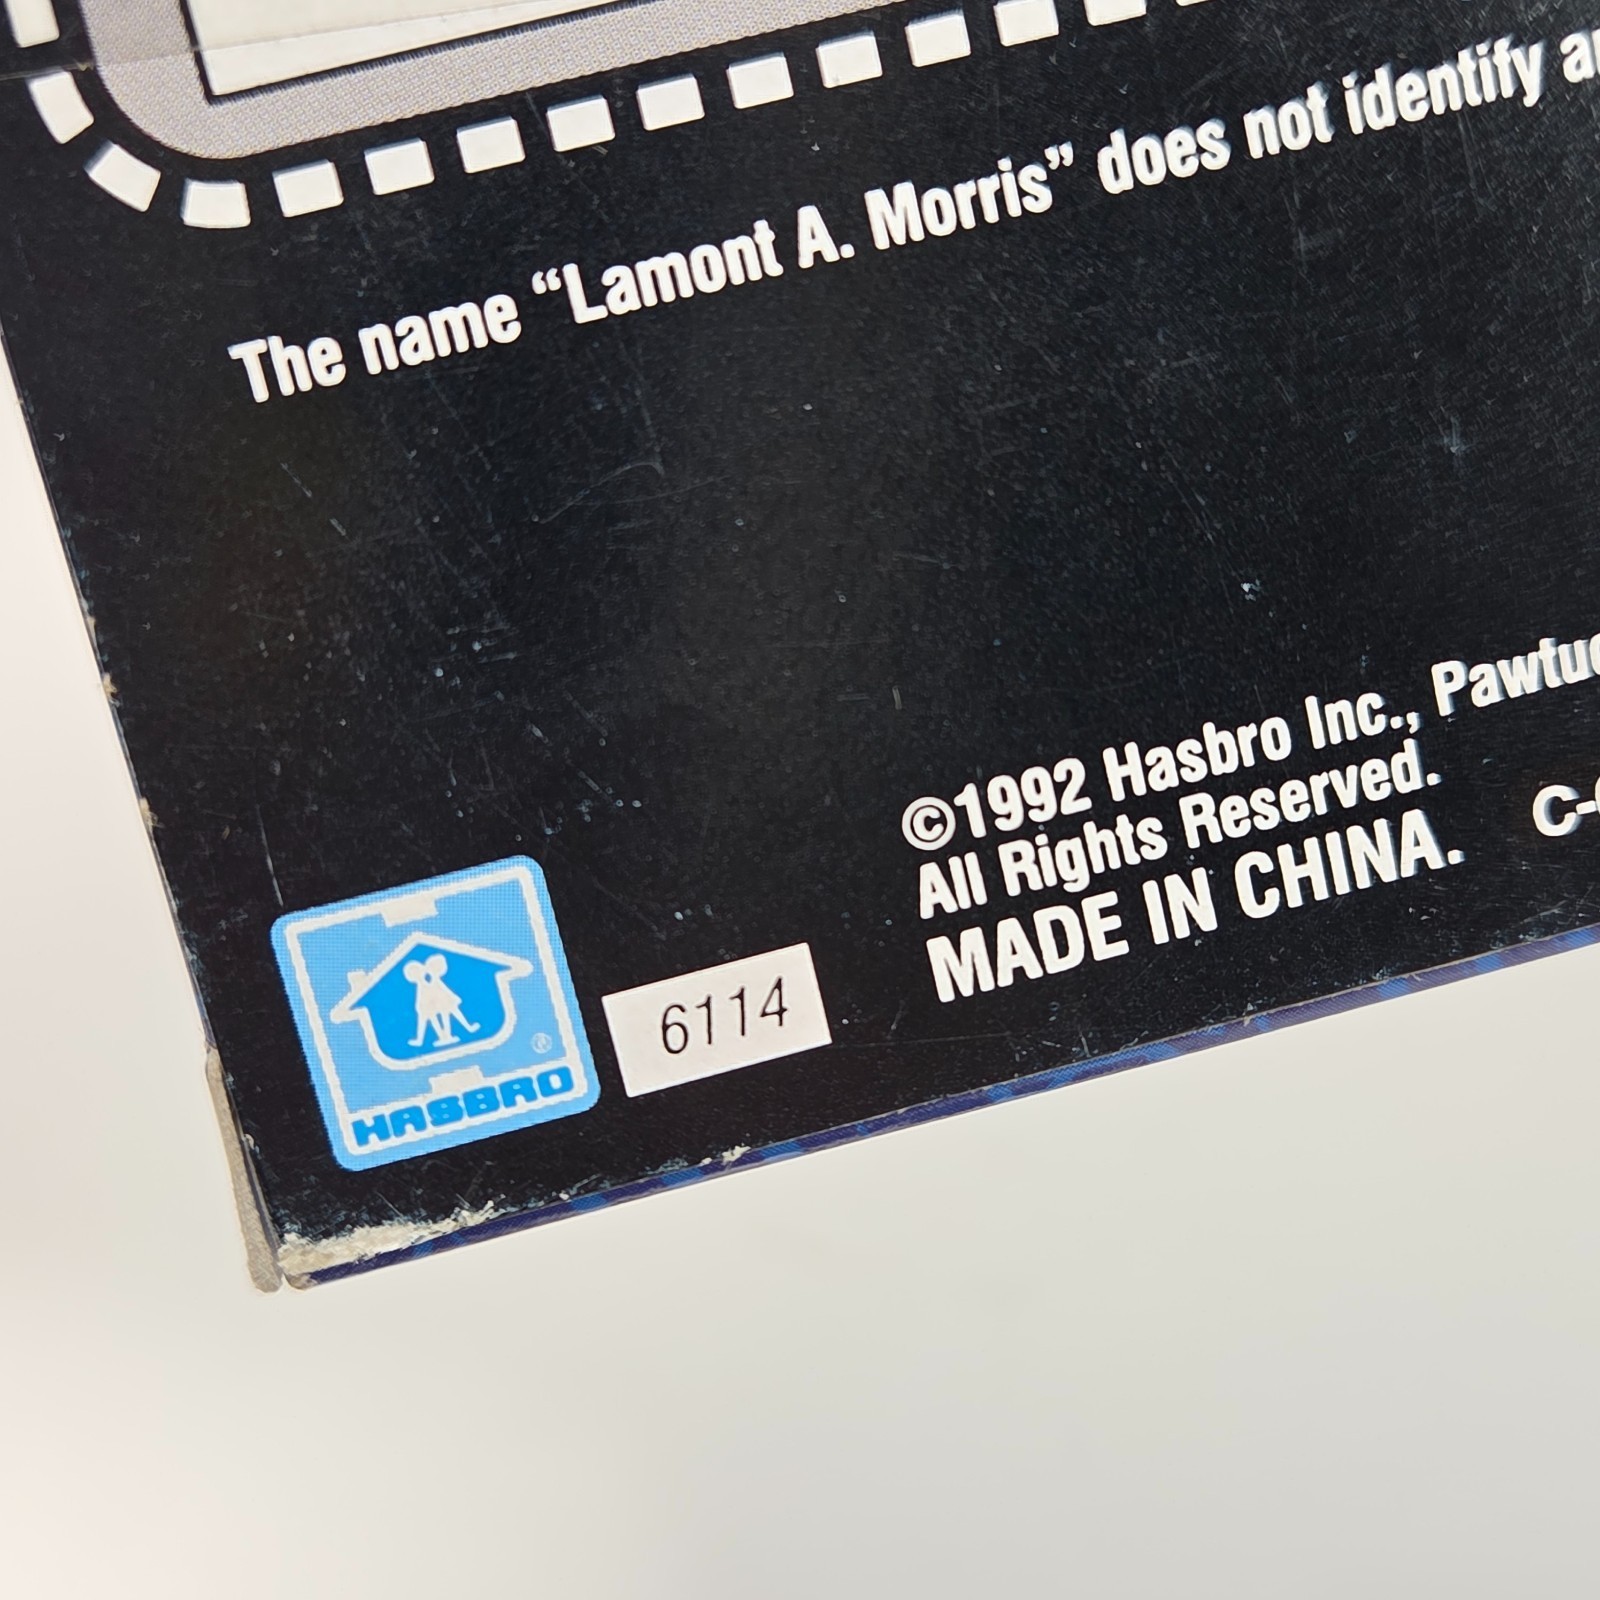 The name “Lamont A. Morris” does not identify
©1992 Hasbro Inc.,
All Rights Reserved.
MADE IN CHINA.
6114
HASBRO
®